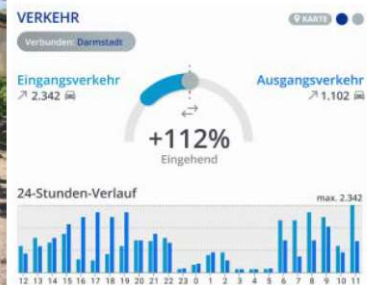 VERKEHR
KARTE
Verbunden: Darmstadt
Eingangsverkehr
Ausgangsverkehr
2.342
1.102
+112%
Eingehend
24-Stunden-Verlauf
max. 2.342
12 13 14 15 16 17 18 19 20 21 22 23 0 1 2 3 4 5 6 7 8 9 10 11